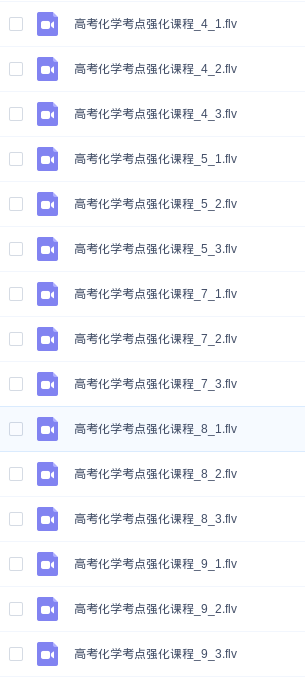 高考化学考点强化课程_4_1.flv
高考化学考点强化课程_4_2.flv
高考化学考点强化课程_4_3.flv
高考化学考点强化课程_5_1.flv
高考化学考点强化课程_5_2.flv
高考化学考点强化课程_5_3.flv
高考化学考点强化课程_7_1.flv
高考化学考点强化课程_7_2.flv
高考化学考点强化课程_7_3.flv
高考化学考点强化课程_8_1.flv
高考化学考点强化课程_8_2.flv
高考化学考点强化课程_8_3.flv
高考化学考点强化课程_9_1.flv
高考化学考点强化课程_9_2.flv
高考化学考点强化课程_9_3.flv